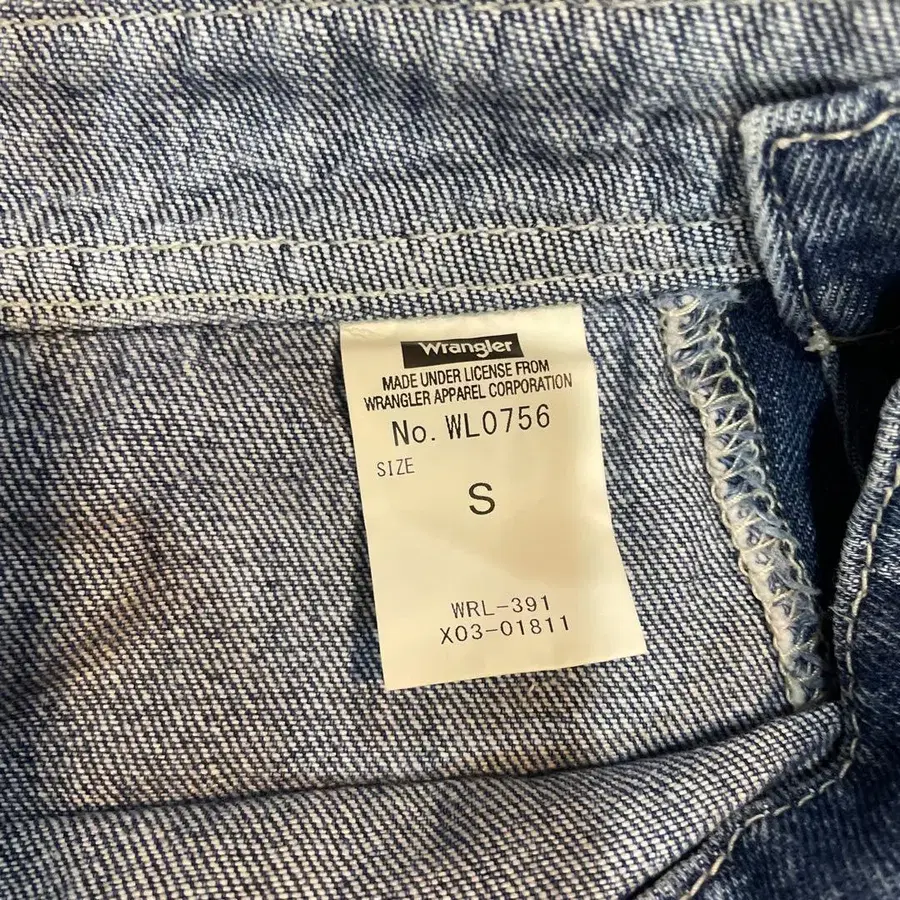 Wrangler
MADE UNDER LICENSE FROM
WRANGLER APPAREL CORPORATION
No. WL0756
SIZE
S
WRL-391
X03-01811